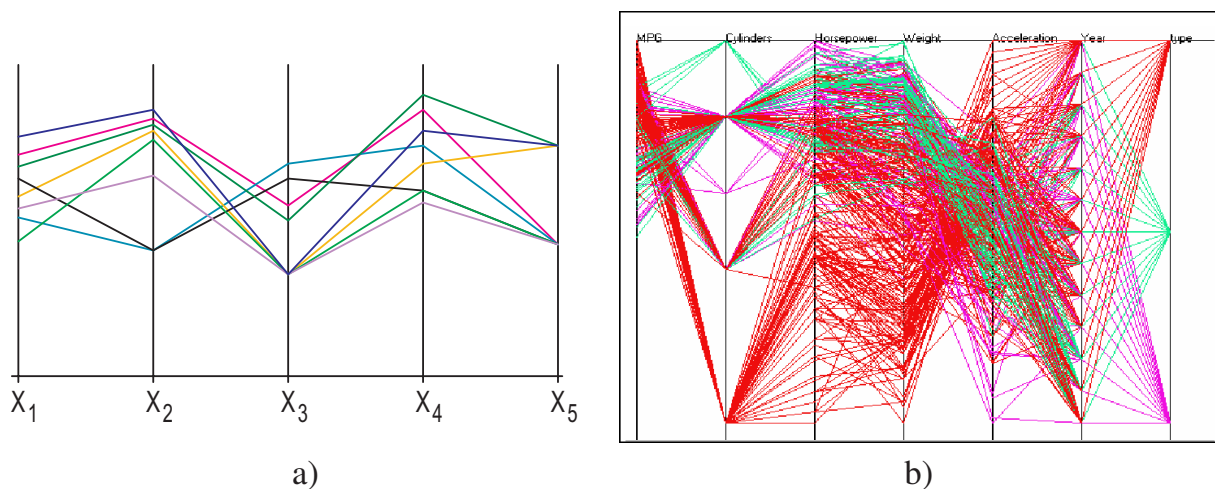 X1 X2 X3 X4 X5
a)
MPG Cylinders Horsepower Weight Acceleration Year type
b)